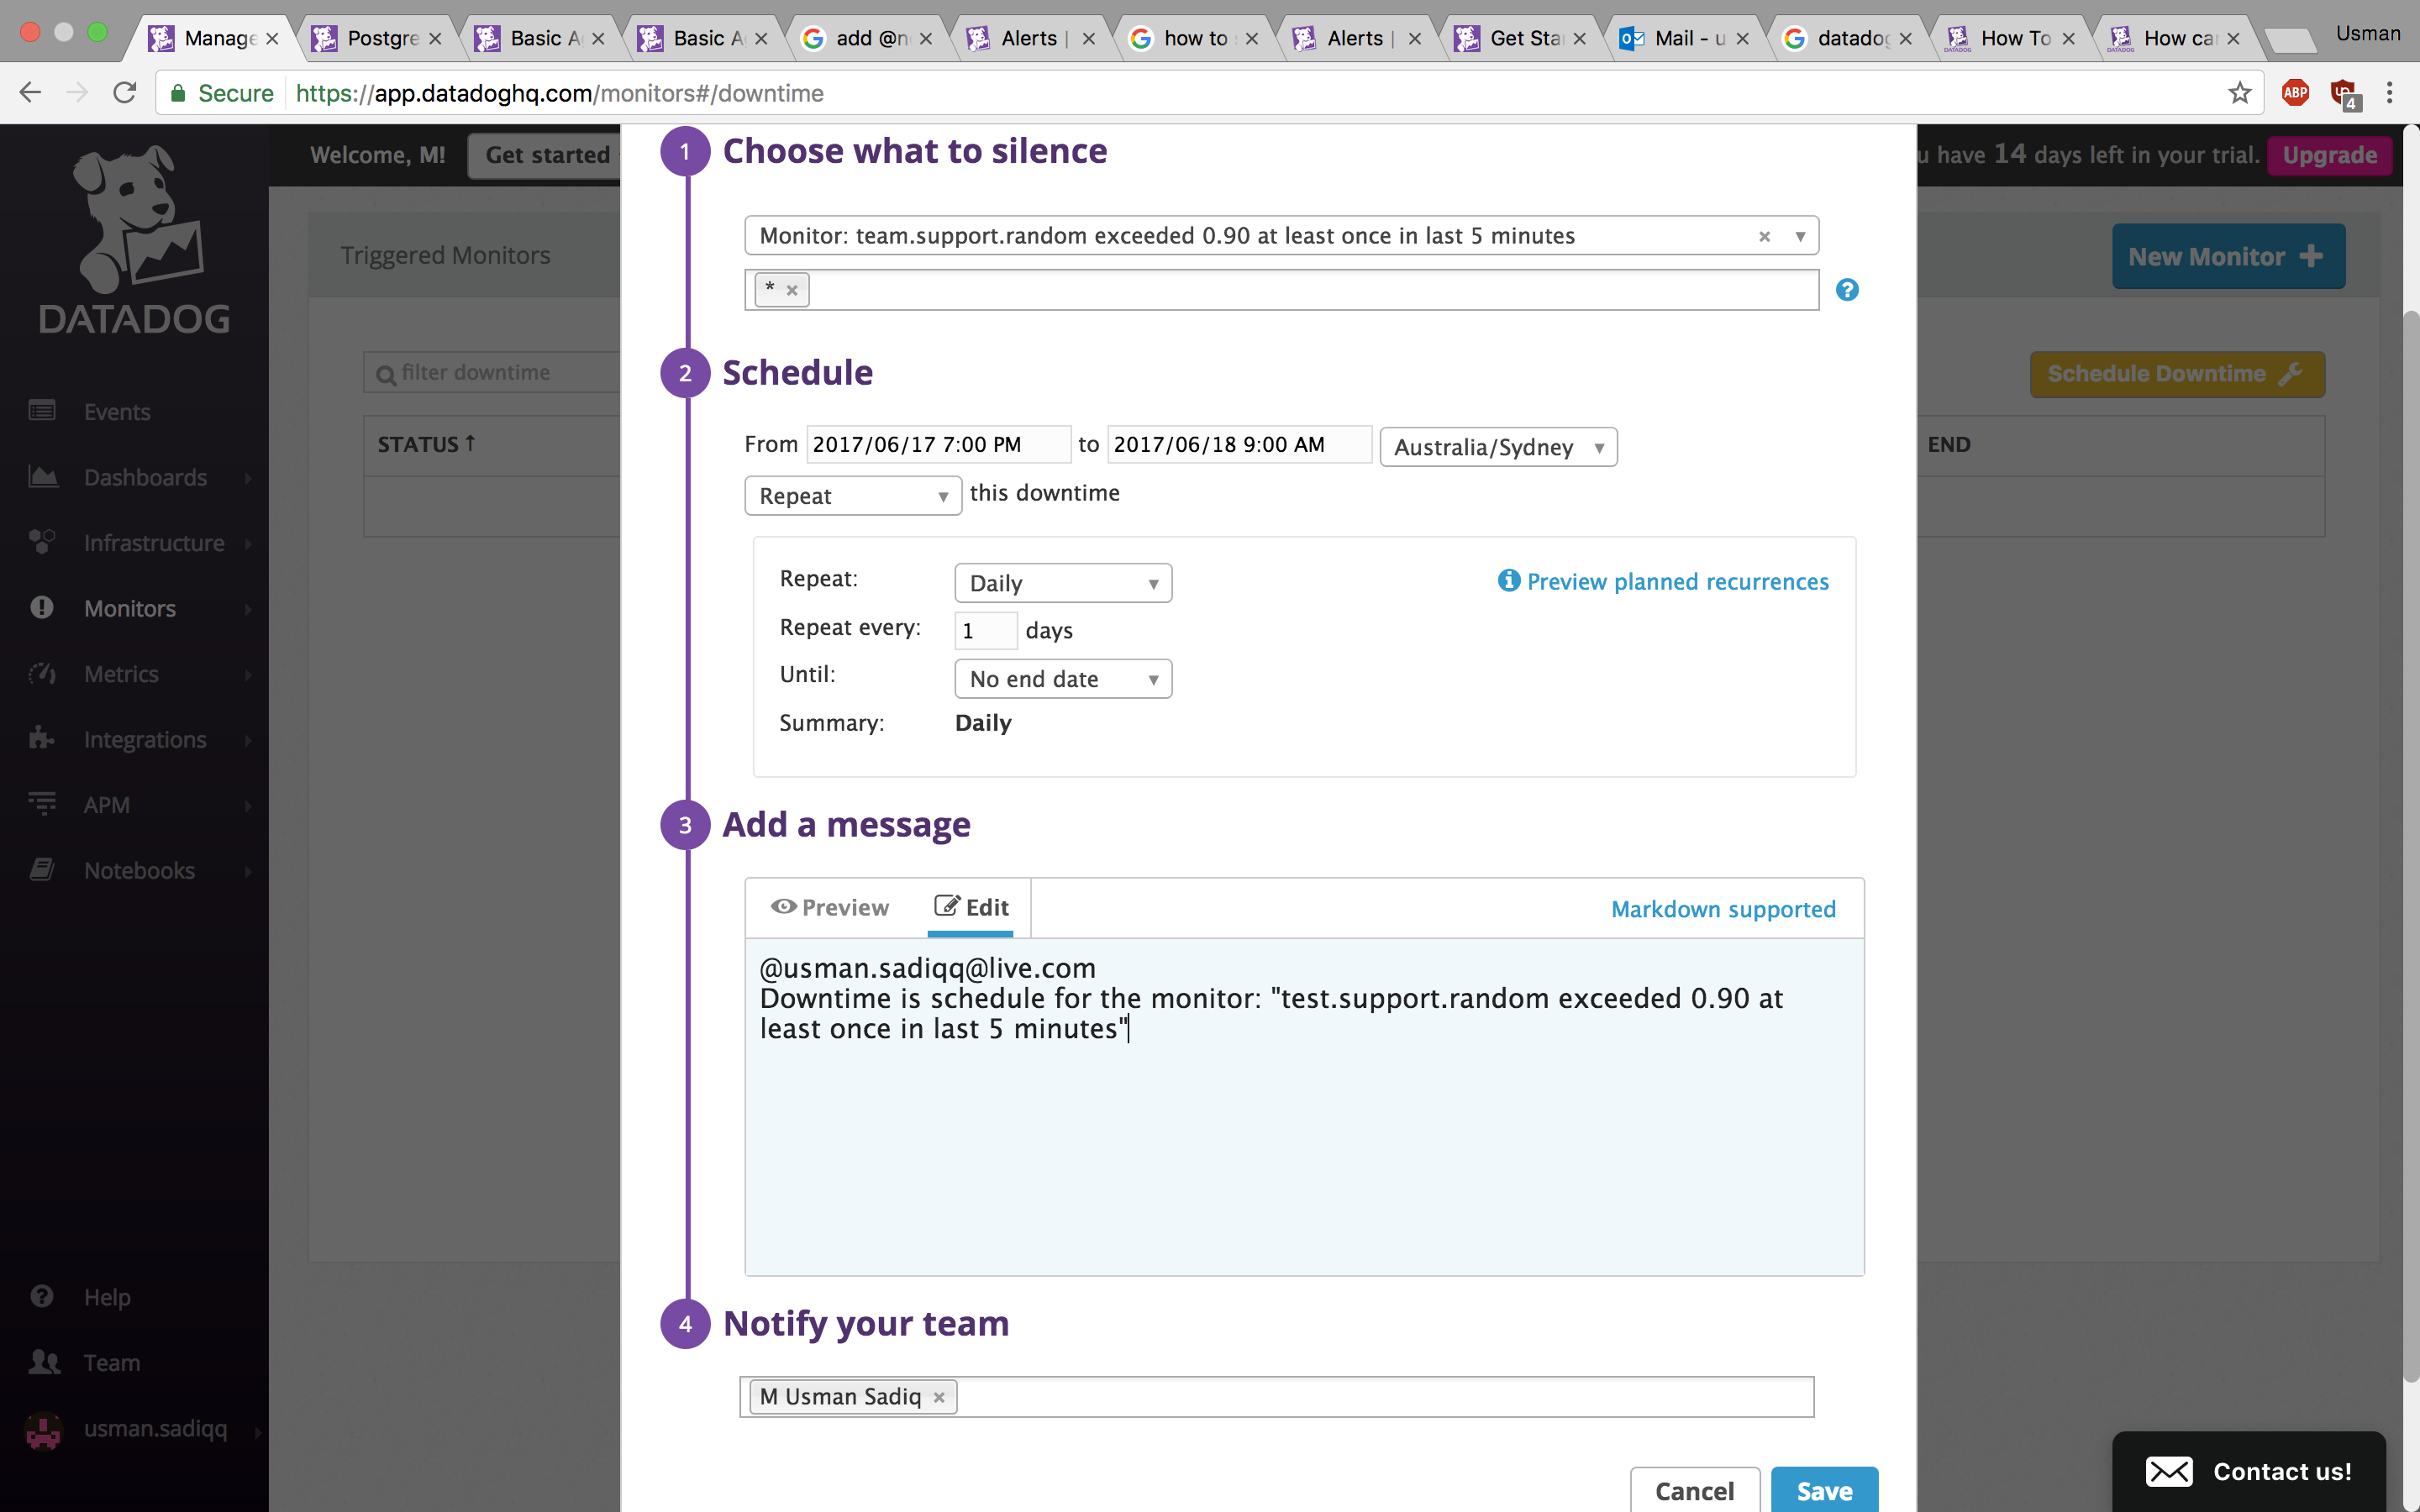 Manage
Postgre
Basic A
Basic A
add @n
Alerts |
how to
Alerts |
Get Sta
Mail - u
datadog
How To
How ca
Usman
Secure
https://app.datadoghq.com/monitors#/downtime
ABP
4
Welcome, M!
Get started
u have 14 days left in your trial.
Upgrade
DATADOG
Events
Dashboards
Infrastructure
Monitors
Metrics
Integrations
APM
Notebooks
Help
Team
usman.sadiqq
Triggered Monitors
New Monitor
filter downtime
Schedule Downtime
STATUS
END
1 Choose what to silence
Monitor: team.support.random exceeded 0.90 at least once in last 5 minutes
*
2 Schedule
From 2017/06/17 7:00 PM to 2017/06/18 9:00 AM Australia/Sydney
Repeat this downtime
Repeat: Daily Preview planned recurrences
Repeat every: 1 days
Until: No end date
Summary: Daily
3 Add a message
Preview Edit Markdown supported
@usman.sadiqq@live.com
Downtime is schedule for the monitor: "test.support.random exceeded 0.90 at
least once in last 5 minutes"
4 Notify your team
M Usman Sadiq
Cancel Save
Contact us!